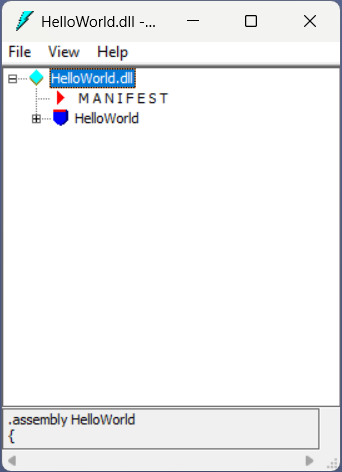 HelloWorld.dll -...
File View Help
HelloWorld.dll
M A N I F E S T
HelloWorld
.assembly HelloWorld
{